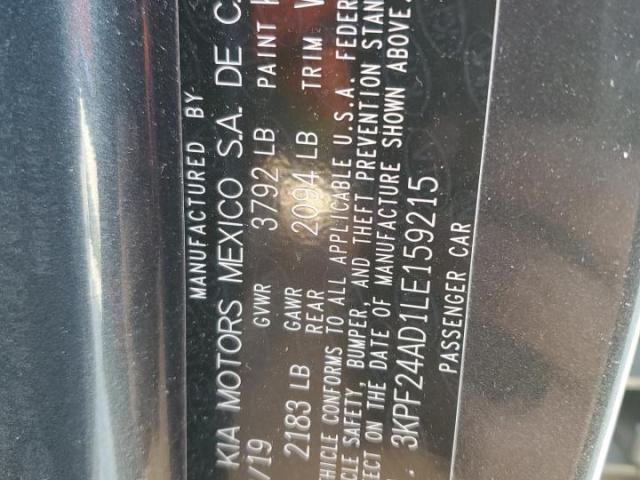 MANUFACTURED BY
KIA MOTORS MEXICO S.A. DE C.
/19 GVWR 3792 LB PAINT
2183 LB GAWR REAR 2094 LB TRIM V
HICLE CONFORMS TO ALL APPLICABLE U.S.A. FEDER
CLE SAFETY, BUMPER, AND THEFT PREVENTION STAN
FECT ON THE DATE OF MANUFACTURE SHOWN ABOVE.
3KPF24AD1LE159215
PASSENGER CAR